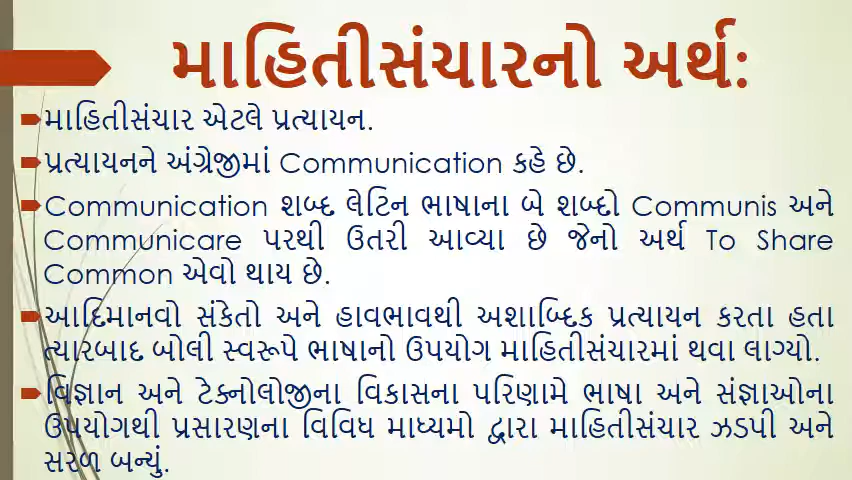 માહિતીસંચારનો અર્થ:
માહિતીસંચાર એટલે પ્રત્યાયન.
પ્રત્યાયનને અંગ્રેજીમાં Communication કહે છે.
Communication શબ્દ લેટિન ભાષાના બે શબ્દો Communis અને
Communicare પરથી ઉતરી આવ્યા છે જેનો અર્થ To Share
Common એવો થાય છે.
આદિમાનવો સંકેતો અને હાવભાવથી અશાબ્દિક પ્રત્યાયન કરતા હતા
ત્યારબાદ બોલી સ્વરૂપે ભાષાનો ઉપયોગ માહિતીસંચારમાં થવા લાગ્યો.
વિજ્ઞાન અને ટેક્નોલોજીના વિકાસના પરિણામે ભાષા અને સંજ્ઞાઓના
ઉપયોગથી પ્રસારણના વિવિધ માધ્યમો દ્વારા માહિતીસંચાર ઝડપી અને
સરળ બન્યું.